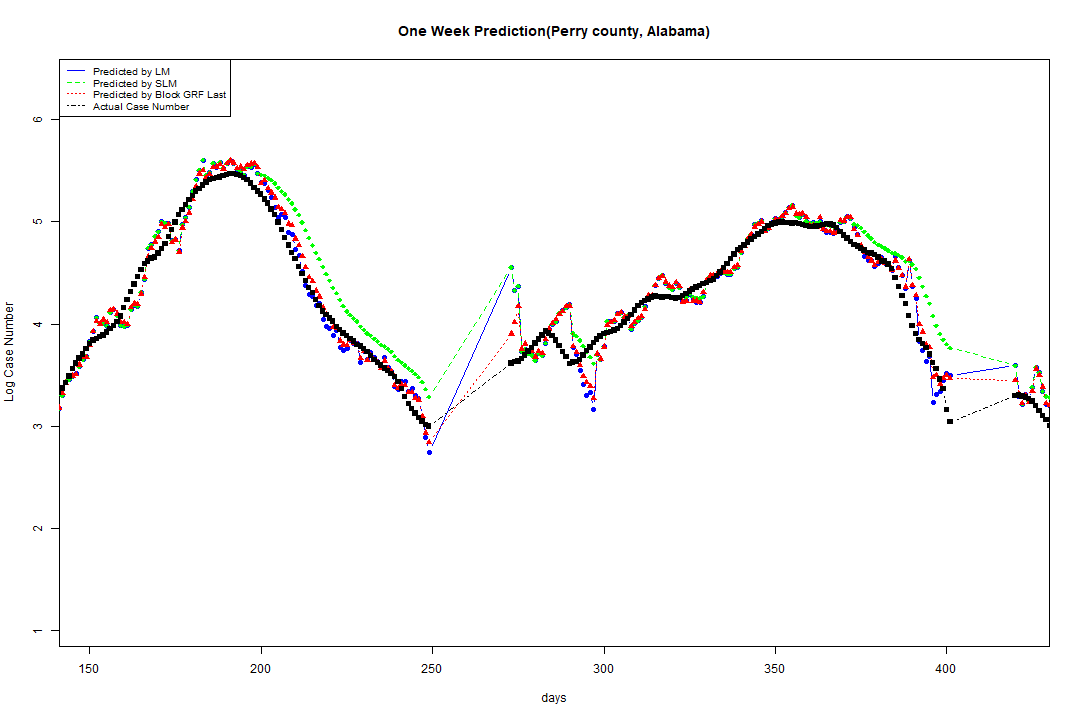 One Week Prediction(Perry county, Alabama)
Predicted by LM
Predicted by SLM
Predicted by Block GRF Last
Actual Case Number
Log Case Number
6
5
4
3
2
1
150 200 250 300 350 400
days